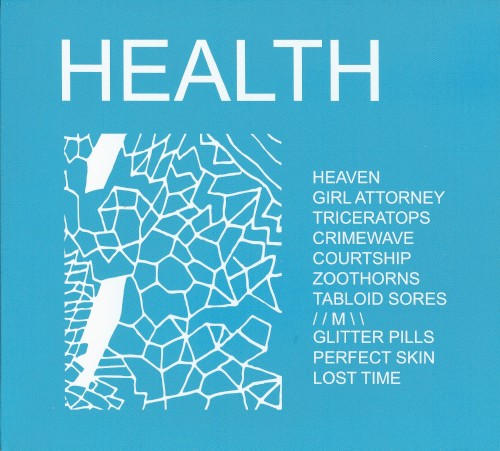 HEALTH
HEAVEN
GIRL ATTORNEY
TRICERATOPS
CRIMEWAVE
COURTSHIP
ZOOTHORNS
TABLOID SORES
/ / M \ \
GLITTER PILLS
PERFECT SKIN
LOST TIME